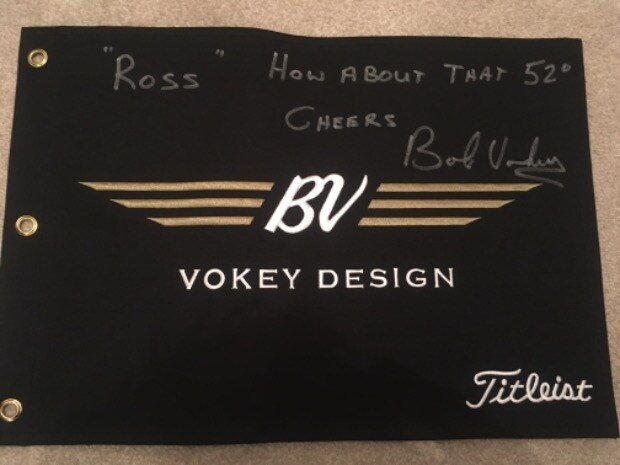 "Ross" How About That 52°
Cheers
Bob Vokey
BV
VOKEY DESIGN
Titleist